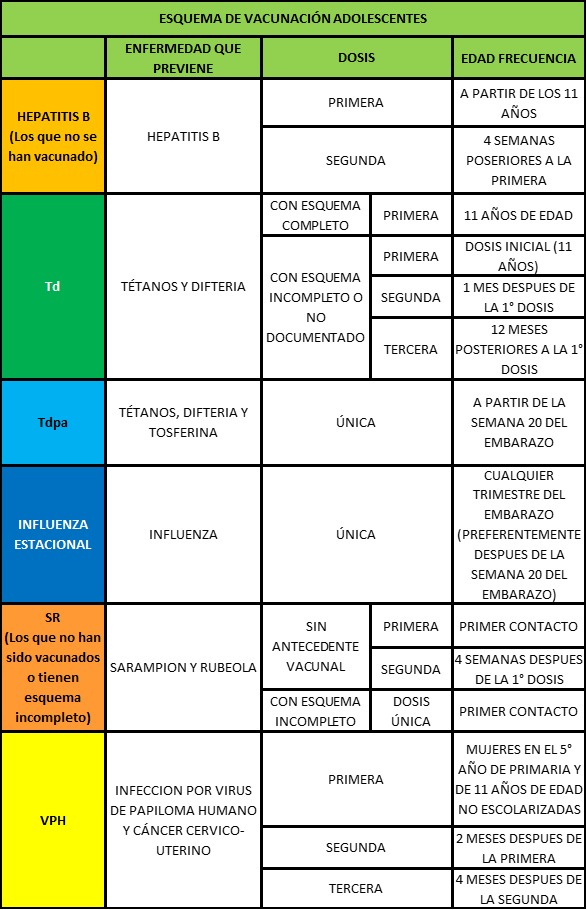 ESQUEMA DE VACUNACIÓN ADOLESCENTES
ENFERMEDAD QUE
PREVIENE
DOSIS
EDAD FRECUENCIA
HEPATITIS B
(Los que no se
han vacunado)
HEPATITIS B
PRIMERA
A PARTIR DE LOS 11
AÑOS
SEGUNDA
4 SEMANAS
POSTERIORES A LA
PRIMERA
Td
TÉTANOS Y DIFTERIA
CON ESQUEMA
COMPLETO
PRIMERA
11 AÑOS DE EDAD
CON ESQUEMA
INCOMPLETO O
NO
DOCUMENTADO
PRIMERA
DOSIS INICIAL (11
AÑOS)
SEGUNDA
1 MES DESPUES DE
LA 1° DOSIS
TERCERA
12 MESES
POSTERIORES A LA 1°
DOSIS
Tdpa
TÉTANOS, DIFTERIA Y
TOSFERINA
ÚNICA
A PARTIR DE LA
SEMANA 20 DEL
EMBARAZO
INFLUENZA
ESTACIONAL
INFLUENZA
ÚNICA
CUALQUIER
TRIMESTRE DEL
EMBARAZO
(PREFERENTEMENTE
DESPUES DE LA
SEMANA 20 DEL
EMBARAZO)
SR
(Los que no han
sido vacunados
o tienen
esquema
incompleto)
SARAMPION Y RUBEOLA
SIN
ANTECEDENTE
VACUNAL
PRIMERA
PRIMER CONTACTO
SEGUNDA
4 SEMANAS DESPUES
DE LA 1° DOSIS
CON ESQUEMA
INCOMPLETO
DOSIS
ÚNICA
PRIMER CONTACTO
VPH
INFECCION POR VIRUS
DE PAPILOMA HUMANO
Y CÁNCER CERVICO-
UTERINO
PRIMERA
MUJERES EN EL 5°
AÑO DE PRIMARIA Y
DE 11 AÑOS DE EDAD
NO ESCOLARIZADAS
SEGUNDA
2 MESES DESPUES DE
LA PRIMERA
TERCERA
4 MESES DESPUES DE
LA SEGUNDA